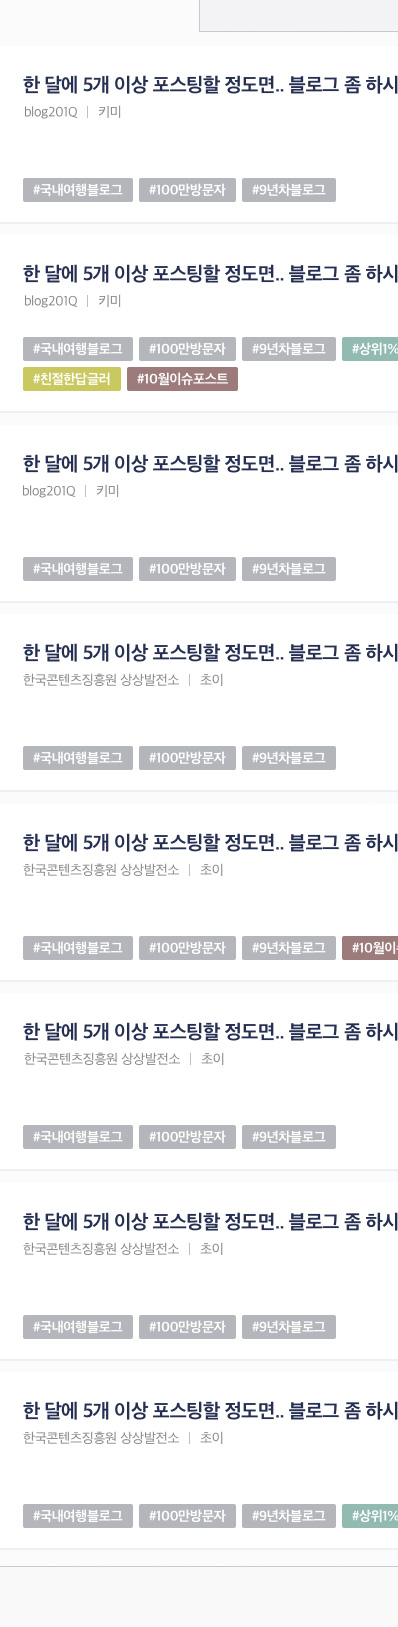 한 달에 5개 이상 포스팅할 정도면.. 블로그 좀 하시
blog201Q | 키미
#국내여행블로그 #100만방문자 #9년차블로그
한 달에 5개 이상 포스팅할 정도면.. 블로그 좀 하시
blog201Q | 키미
#국내여행블로그 #100만방문자 #9년차블로그 #상위1%
#친절한답글러 #10월이슈포스트
한 달에 5개 이상 포스팅할 정도면.. 블로그 좀 하시
blog201Q | 키미
#국내여행블로그 #100만방문자 #9년차블로그
한 달에 5개 이상 포스팅할 정도면.. 블로그 좀 하시
한국콘텐츠징흥원 상상발전소 | 초이
#국내여행블로그 #100만방문자 #9년차블로그
한 달에 5개 이상 포스팅할 정도면.. 블로그 좀 하시
한국콘텐츠징흥원 상상발전소 | 초이
#국내여행블로그 #100만방문자 #9년차블로그 #10월이
한 달에 5개 이상 포스팅할 정도면.. 블로그 좀 하시
한국콘텐츠징흥원 상상발전소 | 초이
#국내여행블로그 #100만방문자 #9년차블로그
한 달에 5개 이상 포스팅할 정도면.. 블로그 좀 하시
한국콘텐츠징흥원 상상발전소 | 초이
#국내여행블로그 #100만방문자 #9년차블로그
한 달에 5개 이상 포스팅할 정도면.. 블로그 좀 하시
한국콘텐츠징흥원 상상발전소 | 초이
#국내여행블로그 #100만방문자 #9년차블로그 #상위1%